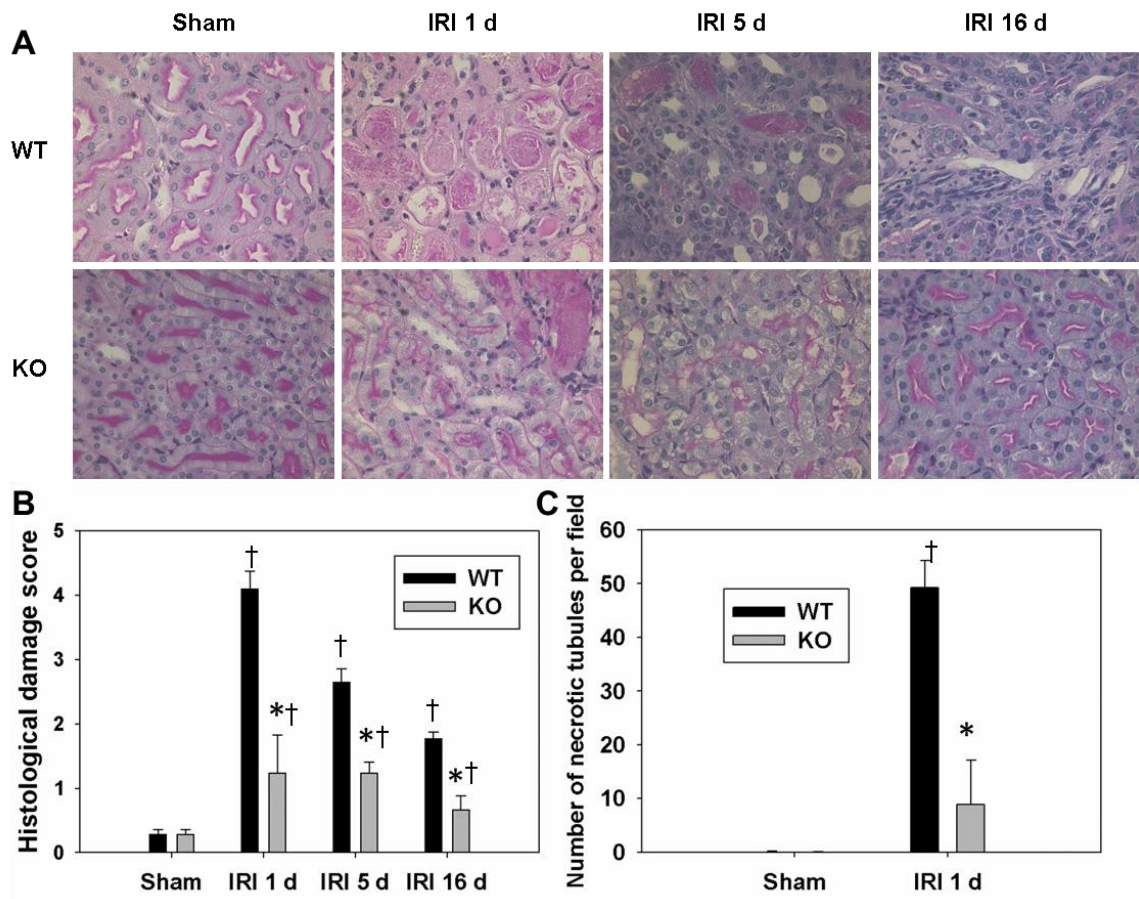 Sham IRI 1 d IRI 5 d IRI 16 d
A
WT
KO
B
Histological damage score
5
4
3
2
1
0
†
*†
†
*†
†
*†
WT
KO
Sham IRI 1 d IRI 5 d IRI 16 d
C
Number of necrotic tubules per field
60
50
40
30
20
10
0
†
*
WT
KO
Sham IRI 1 d